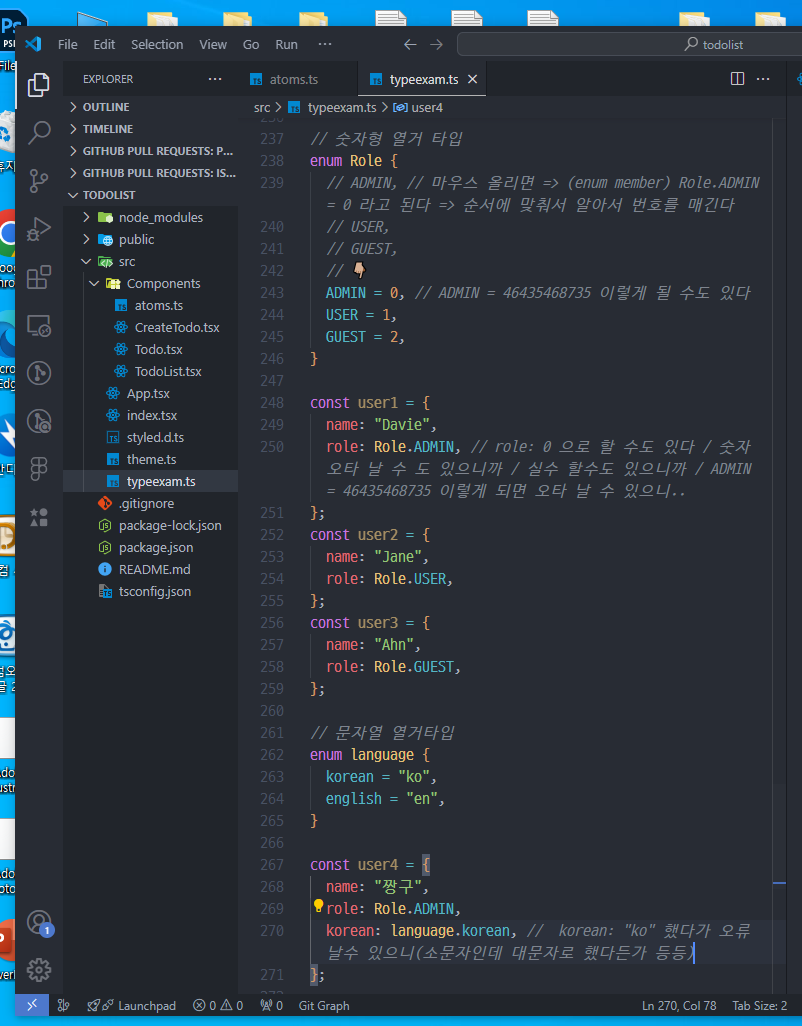 Ps
File Edit Selection View Go Run ··· todolist
EXPLORER ···
atoms.ts typeexam.ts
OUTLINE
src > typeexam.ts > user4
TIMELINE
GITHUB PULL REQUESTS: P...
GITHUB PULL REQUESTS: IS...
TODOLIST
node_modules
public
src
Components
atoms.ts
CreateTodo.tsx
Todo.tsx
TodoList.tsx
App.tsx
index.tsx
styled.d.ts
theme.ts
typeexam.ts
.gitignore
package-lock.json
package.json
README.md
tsconfig.json
237 // 숫자형 열거 타입
238 enum Role {
239 // ADMIN, // 마우스 올리면 => (enum member) Role.ADMIN
= 0 라고 된다 => 순서에 맞춰서 알아서 번호를 매긴다
240 // USER,
241 // GUEST,
242 // 👇🏽
243 ADMIN = 0, // ADMIN = 46435468735 이렇게 될 수도 있다
244 USER = 1,
245 GUEST = 2,
246 }
247
248 const user1 = {
249 name: "Davie",
250 role: Role.ADMIN, // role: 0 으로 할 수도 있다 / 숫자
오타 날 수 도 있으니까 / 실수 할수도 있으니까 / ADMIN
= 46435468735 이렇게 되면 오타 날 수 있으니..
251 };
252 const user2 = {
253 name: "Jane",
254 role: Role.USER,
255 };
256 const user3 = {
257 name: "Ahn",
258 role: Role.GUEST,
259 };
260
261 // 문자열 열거타입
262 enum language {
263 korean = "ko",
264 english = "en",
265 }
266
267 const user4 = {
268 name: "짱구",
269 role: Role.ADMIN,
270 korean: language.korean, // korean: "ko" 했다가 오류
날수 있으니(소문자인데 대문자로 했다든가 등등)
271 };
1
Launchpad 0 0 0 Git Graph Ln 270, Col 78 Tab Size: 2